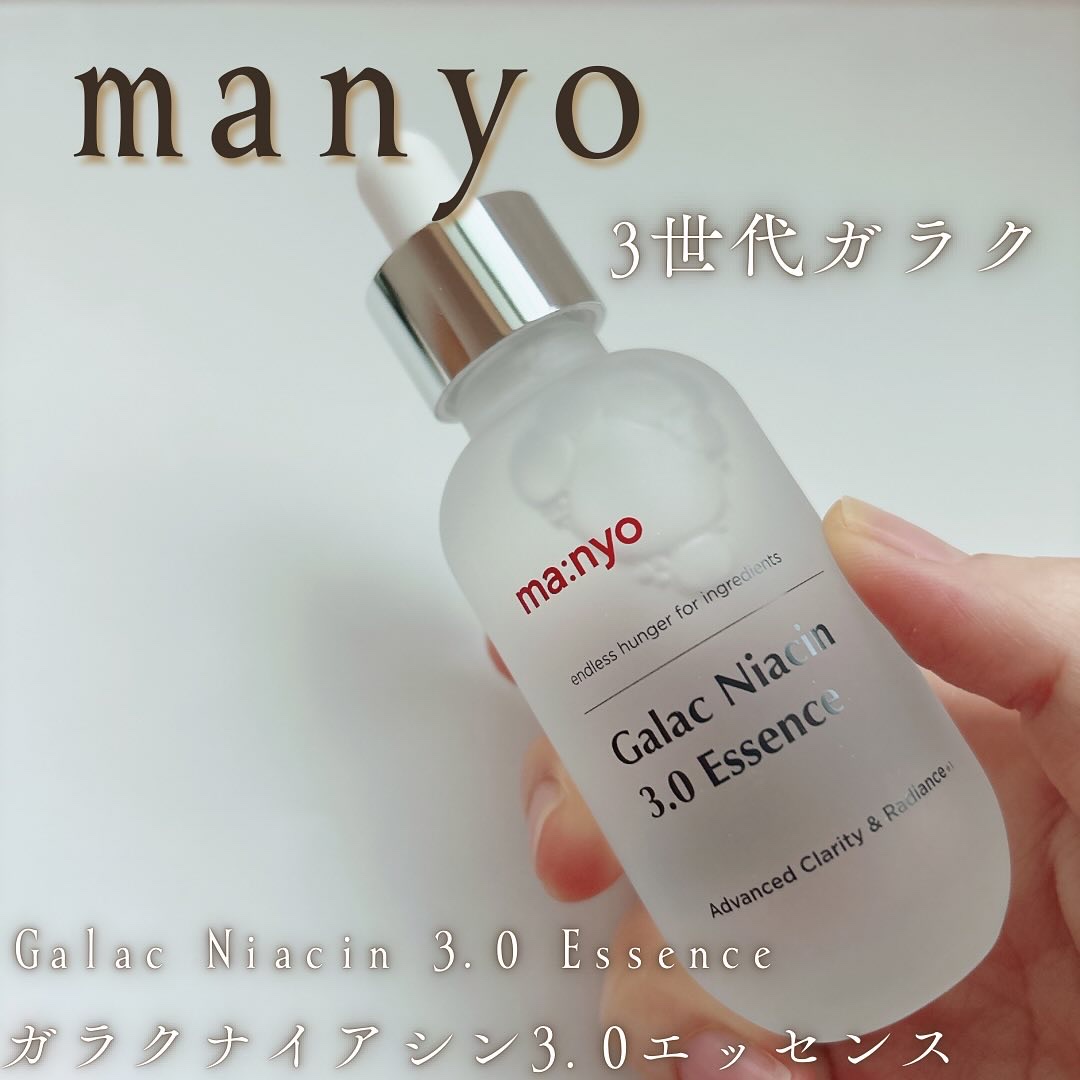 manyo
3世代ガラク
ma:nyo
endless hunger for ingredients
Galac Niacin
3.0 Essence
Advanced Clarity & Radiance
Galac Niacin 3.0 Essence
ガラクナイアシン3.0エッセンス